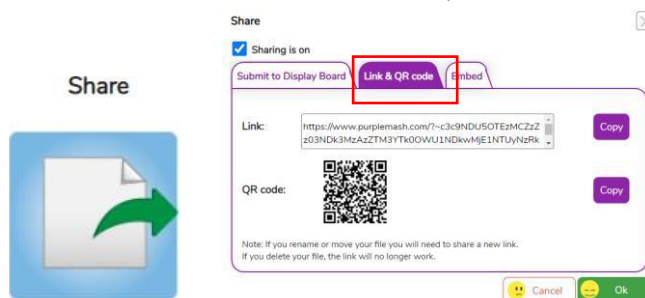 Share
Share
Sharing is on
Submit to Display Board
Link & QR code
Embed
Link:
https://www.purplemash.com/?~c3c9NDU5OTEzMCZzZ
z03NDk3MzAzZTM3YTk0OWU1NDkwMjE1NTUyNzRk
Copy
QR code:
Copy
Note: If you rename or move your file you will need to share a new link.
If you delete your file, the link will no longer work.
Cancel
Ok